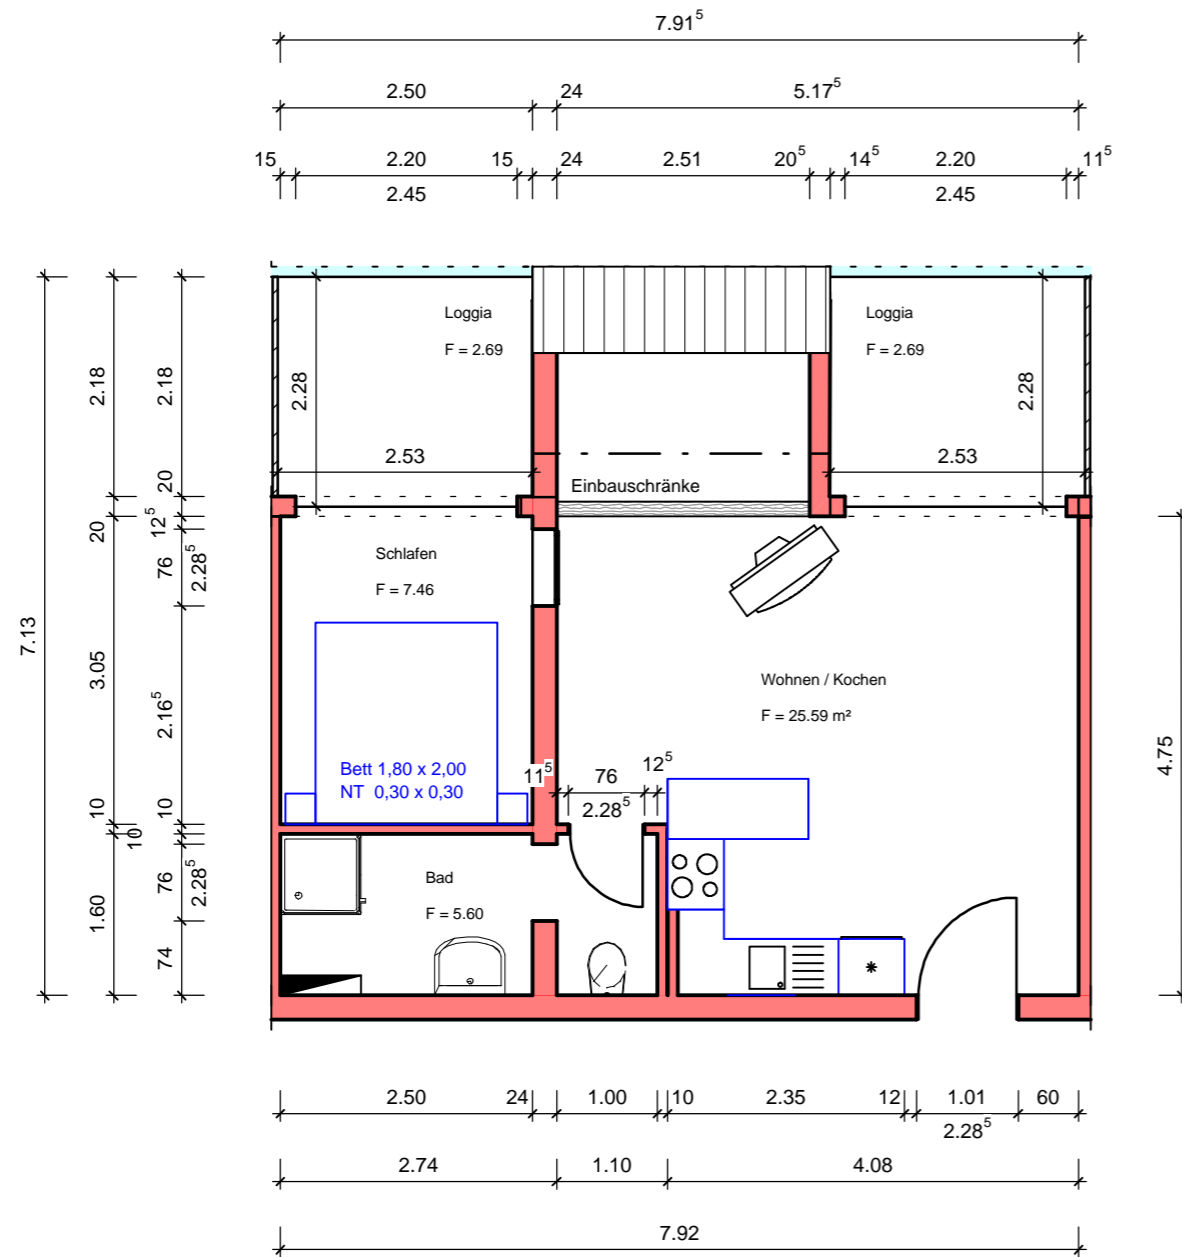 7.91⁵
2.50 24 5.17⁵
15 2.20 15 24 2.51 20⁵ 14⁵ 2.20 11⁵
2.45 2.45
Loggia
F = 2.69
Loggia
F = 2.69
2.28
2.28
2.18
2.18
2.53
2.53
20
20
12⁵
Einbauschränke
Schlafen
F = 7.46
76
2.28⁵
7.13
3.05
2.16⁵
Wohnen / Kochen
F = 25.59 m²
4.75
Bett 1,80 x 2,00
NT 0,30 x 0,30
11⁵ 76 12⁵
2.28⁵
10
10
10
76
2.28⁵
Bad
F = 5.60
1.60
74
2.50 24 1.00 10 2.35 12 1.01 60
2.28⁵
2.74 1.10 4.08
7.92